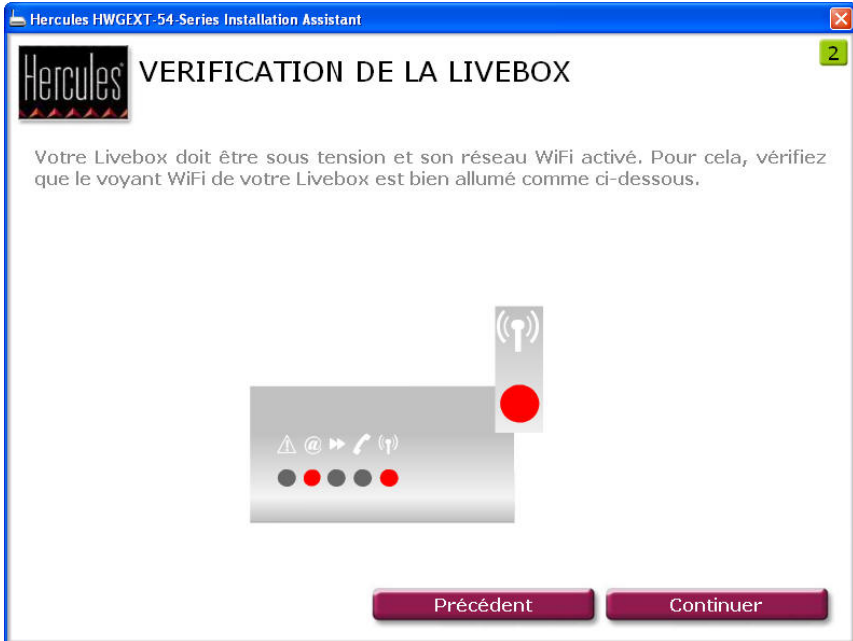 Hercules HWGEXT-54-Series Installation Assistant
2
Hercules
VERIFICATION DE LA LIVEBOX
Votre Livebox doit être sous tension et son réseau WiFi activé. Pour cela, vérifiez
que le voyant WiFi de votre Livebox est bien allumé comme ci-dessous.
@
Précédent
Continuer